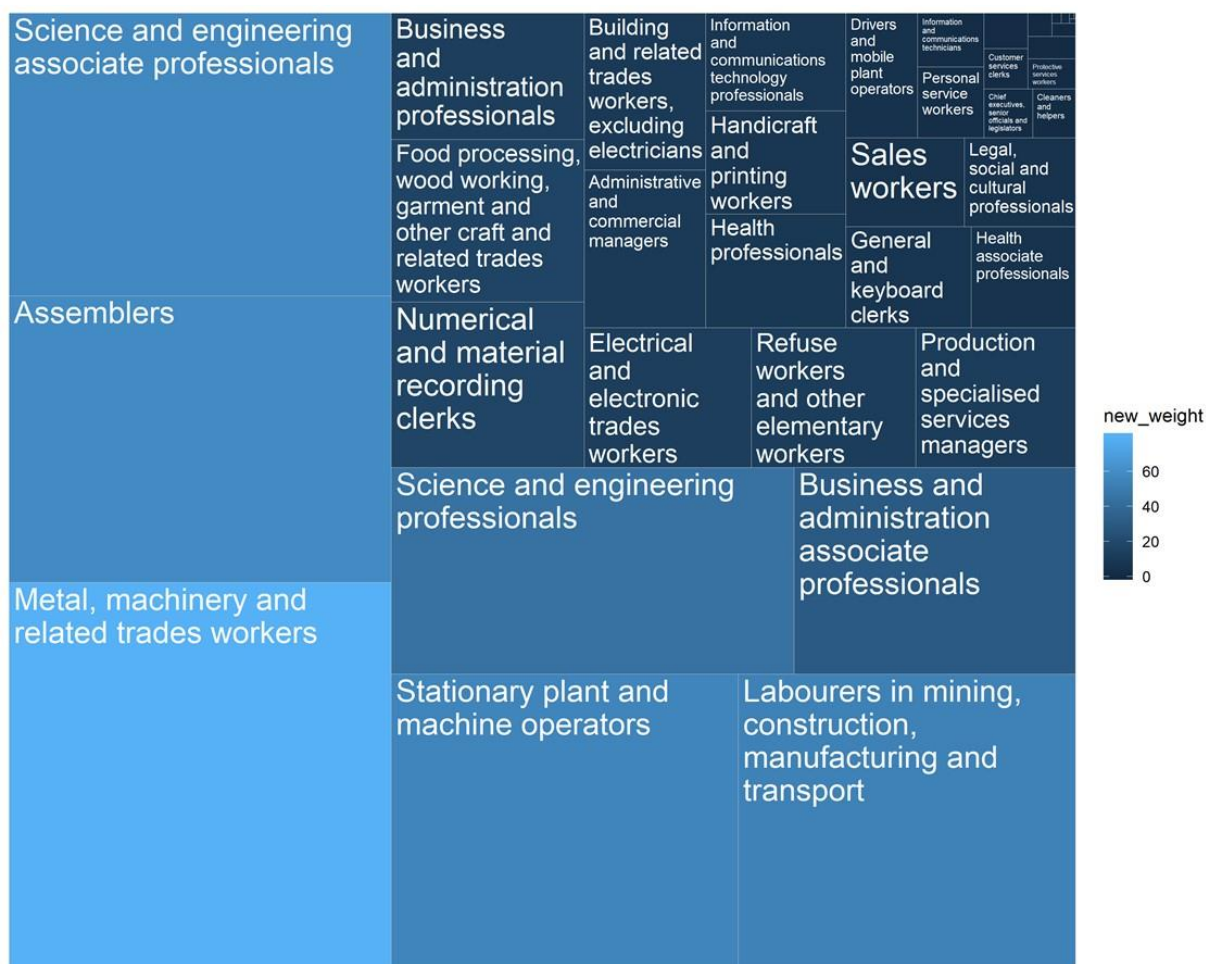 Science and engineering
associate professionals
Assemblers
Metal, machinery and
related trades workers
Business
and
administration
professionals
Food processing,
wood working,
garment and
other craft and
related trades
workers
Numerical
and material
recording
clerks
Building
and related
trades
workers,
excluding
electricians
Administrative
and
commercial
managers
Information
and
communications
technology
professionals
Handicraft
and
printing
workers
Health
professionals
Drivers
and
mobile
plant
operators
Information
and
communications
technicians
Personal
service
workers
Customer
services
clerks
Chief
executives,
senior
officials and
legislators
Protective
services
workers
Cleaners
and
helpers
Sales
workers
Legal,
social and
cultural
professionals
General
and
keyboard
clerks
Health
associate
professionals
Electrical
and
electronic
trades
workers
Refuse
workers
and other
elementary
workers
Production
and
specialised
services
managers
Science and engineering
professionals
Business and
administration
associate
professionals
Stationary plant and
machine operators
Labourers in mining,
construction,
manufacturing and
transport
new_weight
60
40
20
0